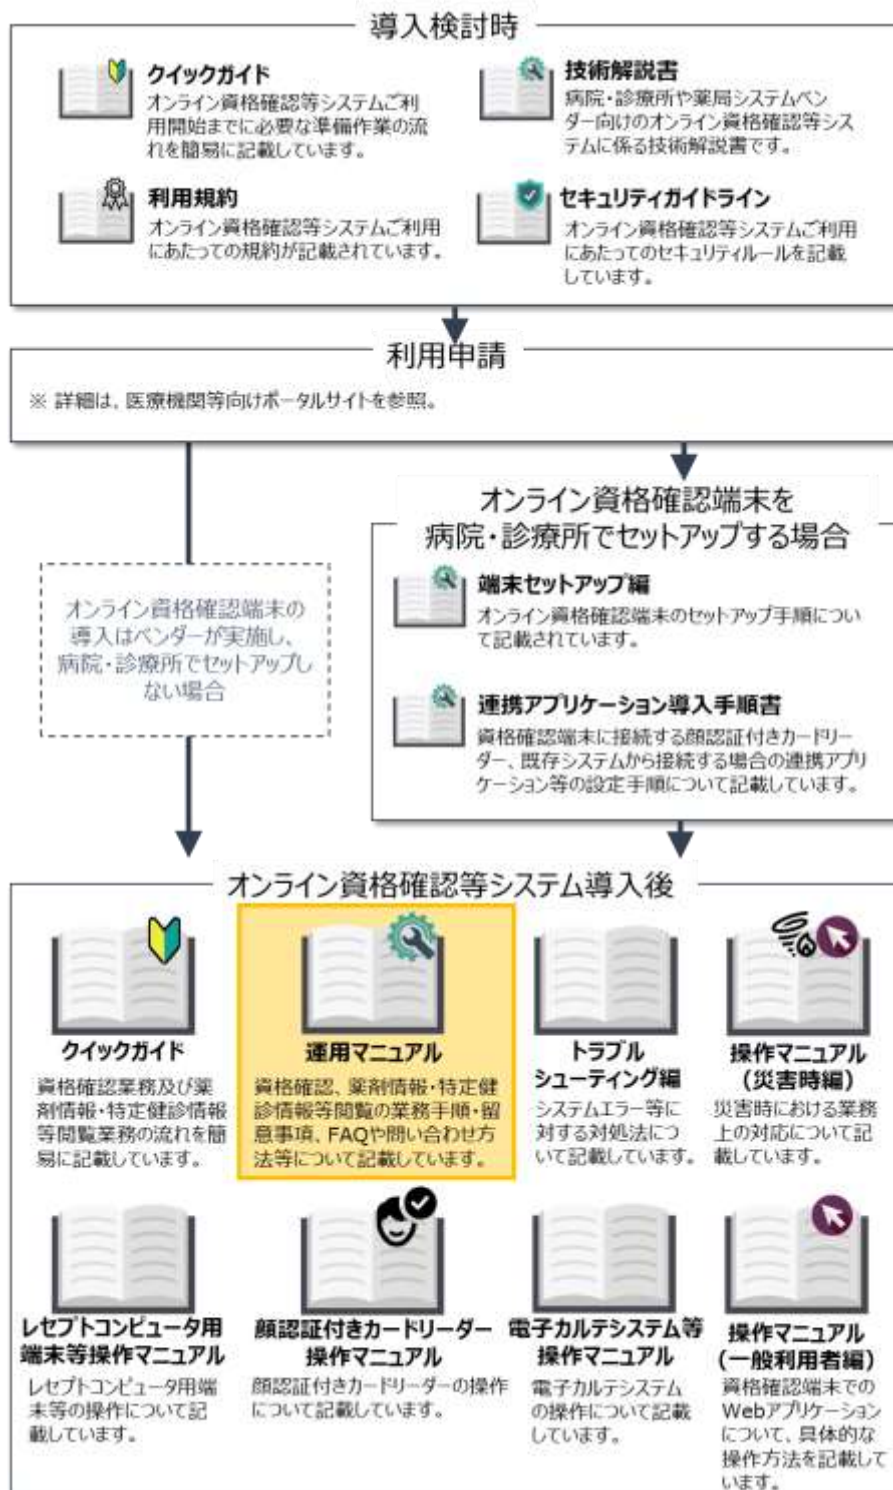 導入検討時
クイックガイド
オンライン資格確認等システムご利
用開始までに必要な準備作業の流
れを簡易に記載しています。
技術解説書
病院・診療所や薬局システムベン
ダー向けのオンライン資格確認等シス
テムに係る技術解説書です。
利用規約
オンライン資格確認等システムご利用
にあたっての規約が記載されています。
セキュリティガイドライン
オンライン資格確認等システムご利用
にあたってのセキュリティルールを記載
しています。
利用申請
※ 詳細は、医療機関等向けポータルサイトを参照。
オンライン資格確認端末の
導入はベンダーが実施し、
病院・診療所でセットアップし
ない場合
オンライン資格確認端末を
病院・診療所でセットアップする場合
端末セットアップ編
オンライン資格確認端末のセットアップ手順につい
て記載されています。
連携アプリケーション導入手順書
資格確認端末に接続する顔認証付きカードリー
ダー、既存システムから接続する場合の連携アプリ
ケーション等の設定手順について記載しています。
オンライン資格確認等システム導入後
クイックガイド
資格確認業務及び薬
剤情報・特定健診情報
等閲覧業務の流れを簡
易に記載しています。
運用マニュアル
資格確認、薬剤情報・特定健
診情報等閲覧の業務手順・留
意事項、FAQや問い合わせ方
法等について記載しています。
トラブル
シューティング編
システムエラー等に
対する対処法につ
いて記載しています。
操作マニュアル
(災害時編)
災害時における業務
上の対応について記
載しています。
レセプトコンピュータ用
端末等操作マニュアル
レセプトコンピュータ用端
末等の操作について記
載しています。
顔認証付きカードリーダー
操作マニュアル
顔認証付きカードリーダーの操作
について記載しています。
電子カルテシステム等
操作マニュアル
電子カルテシステム
の操作について記載
しています。
操作マニュアル
(一般利用者編)
資格確認端末での
Webアプリケーション
について、具体的な
操作方法を記載して
います。